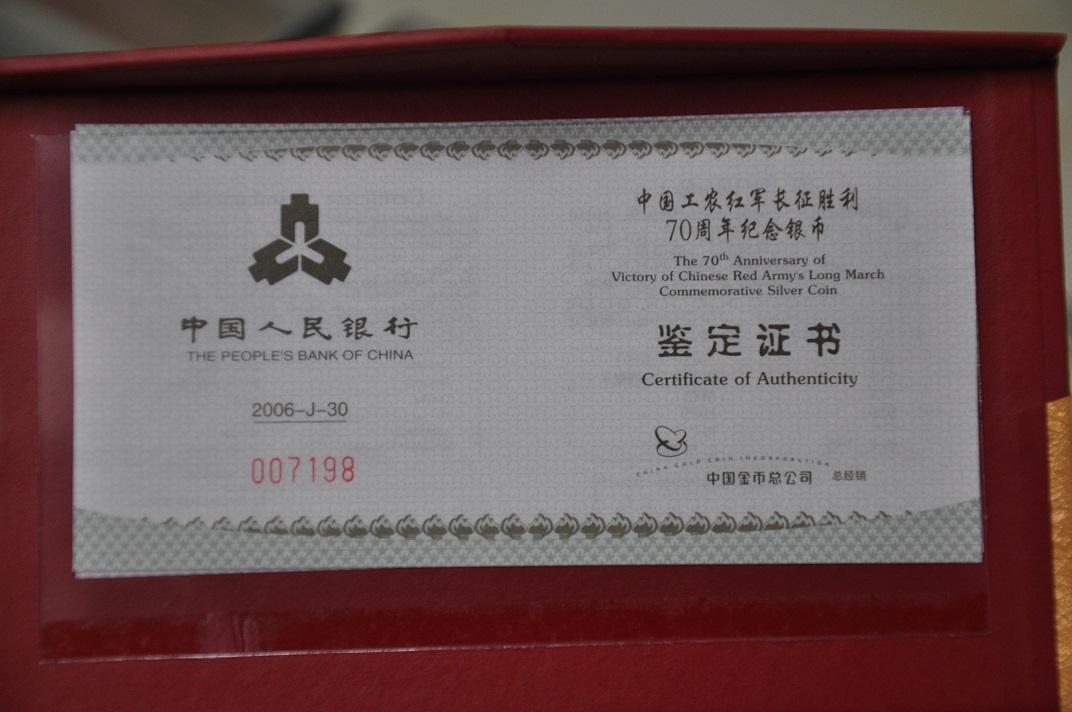 中国人民银行
THE PEOPLE'S BANK OF CHINA
2006-J-30
007198
中国工农红军长征胜利
70周年纪念银币
The 70th Anniversary of
Victory of Chinese Red Army's Long March
Commemorative Silver Coin
鉴定证书
Certificate of Authenticity
CHINA GOLD COIN INCORPORATION
中国金币总公司 总经销